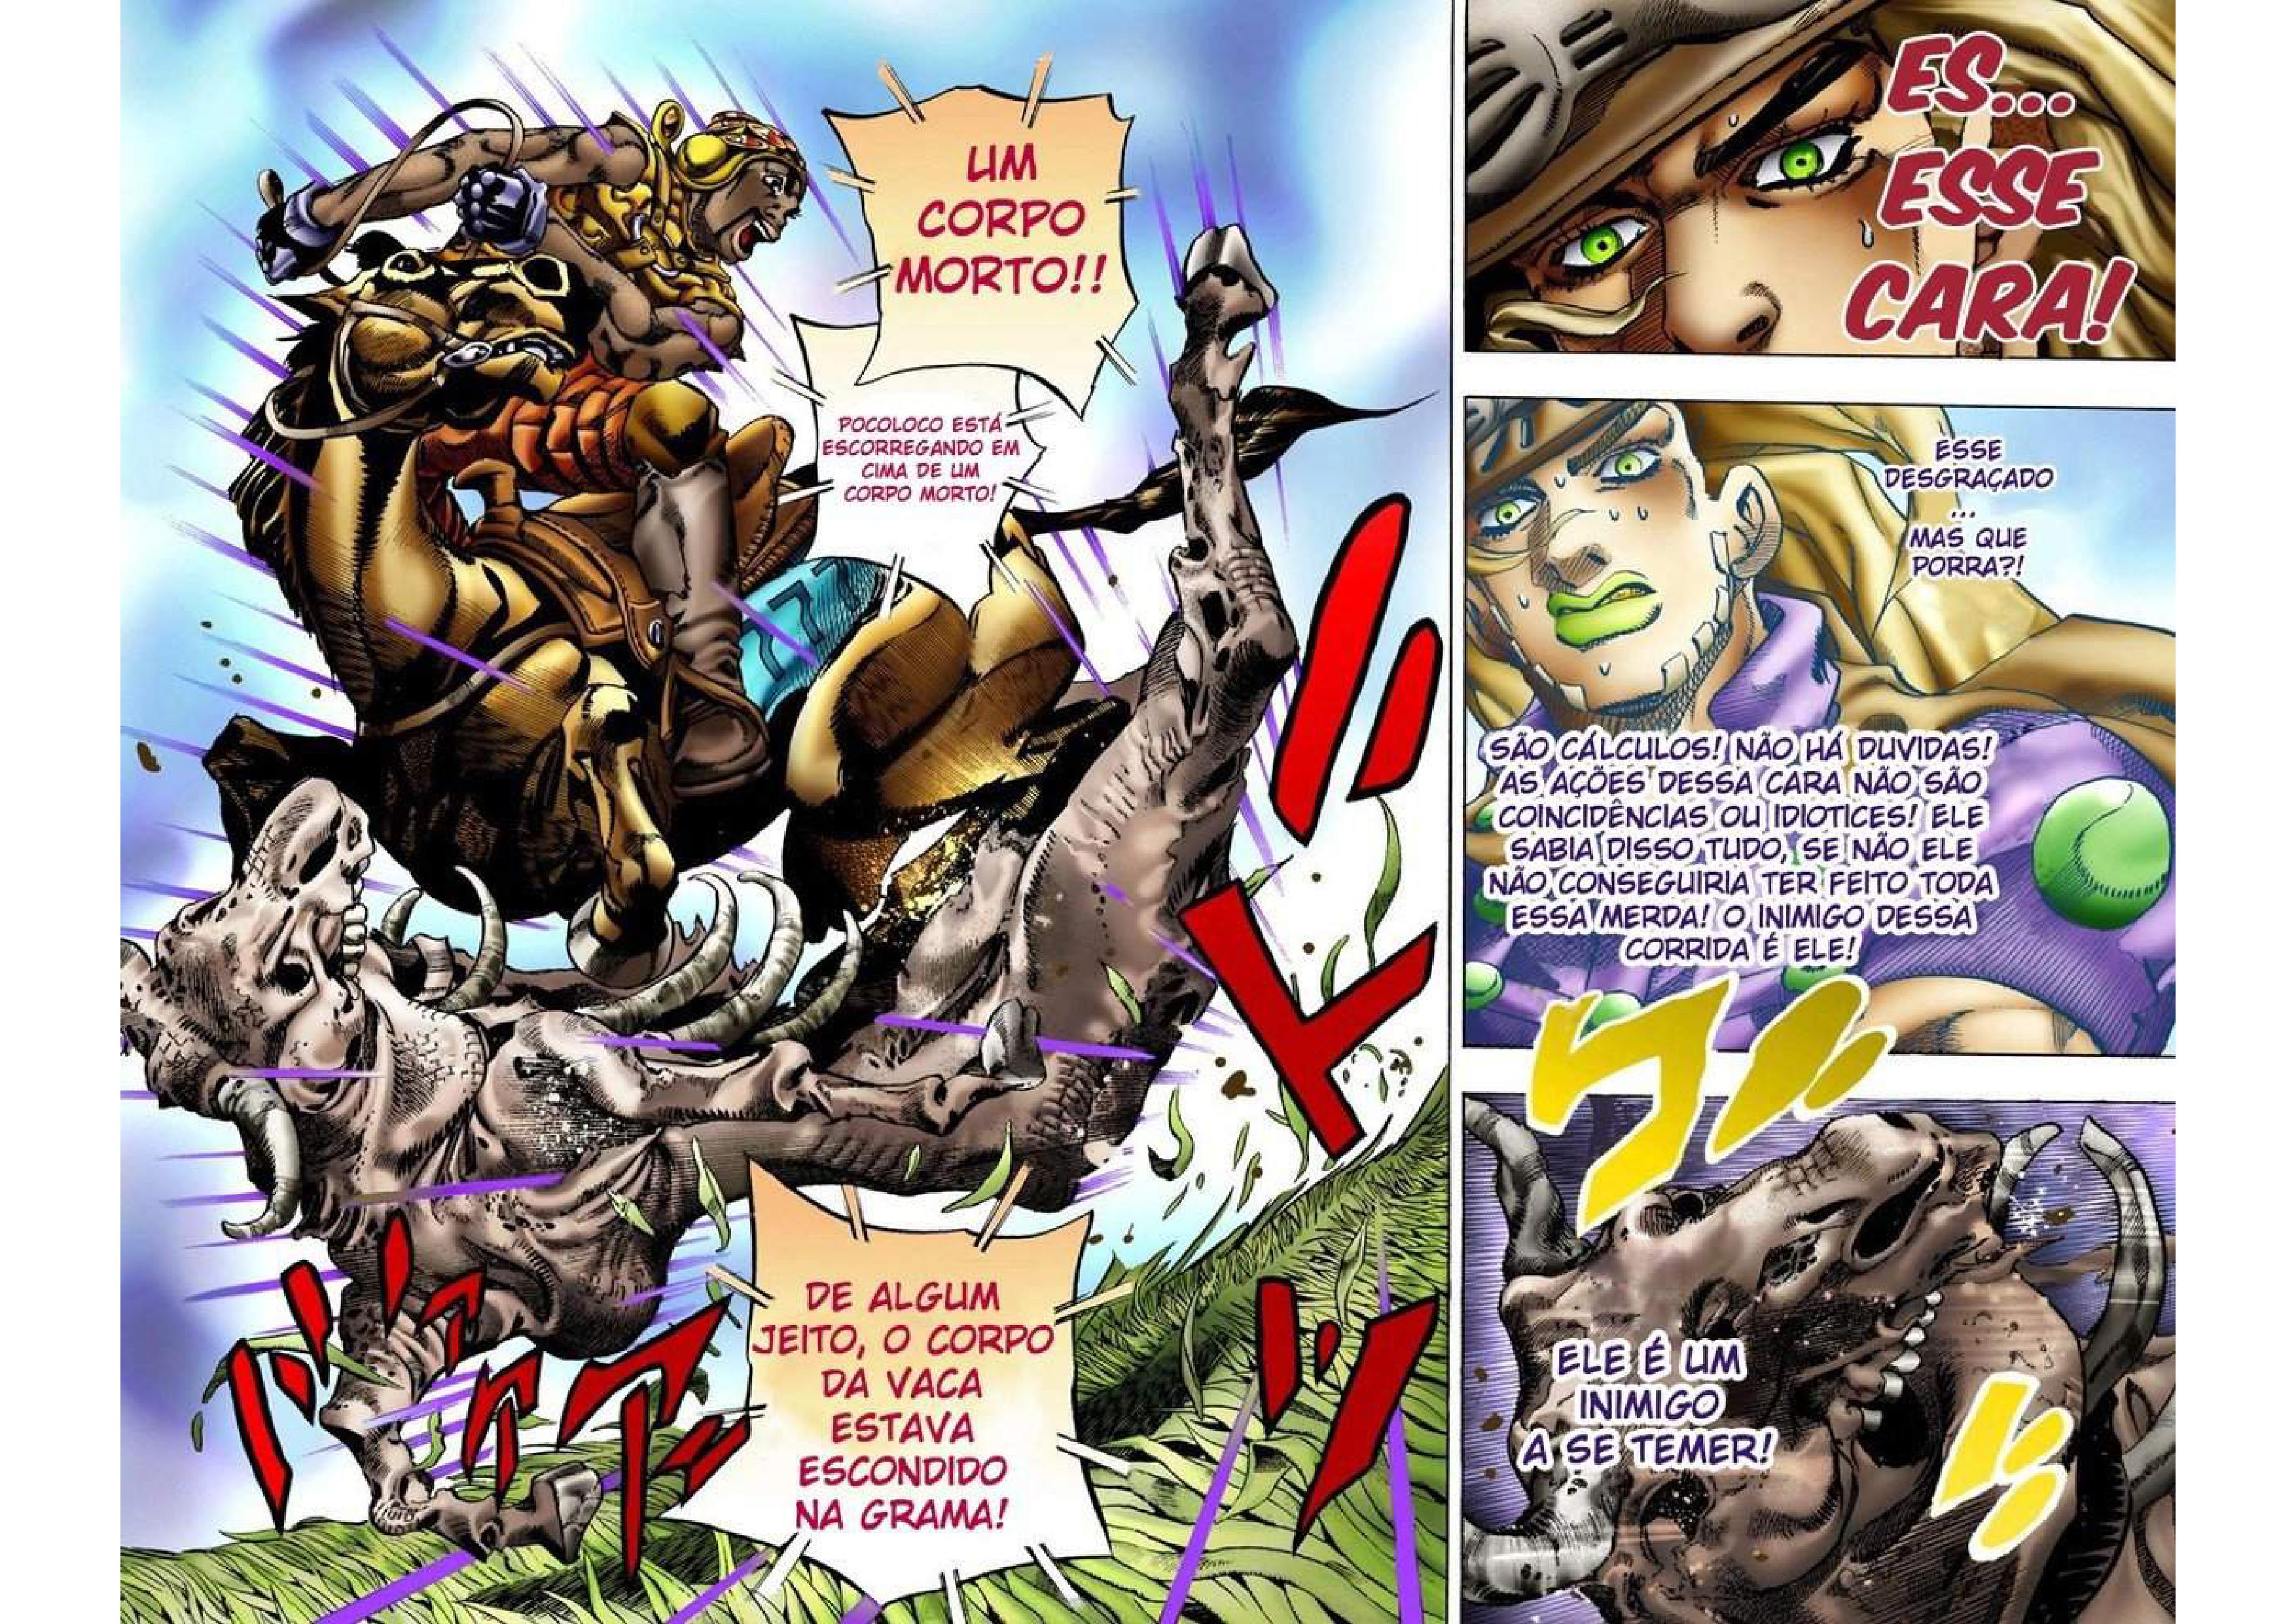 ES...
ESSE
CARA!
ESSE
DESGRAÇADO
...
MAS QUE
PORRA?!
SÃO CÁLCULOS! NÃO HÁ DUVIDAS!
AS AÇÕES DESSA CARA NÃO SÃO
COINCIDÊNCIAS OU IDIOTICES! ELE
SABIA DISSO TUDO, SE NÃO ELE
NÃO CONSEGUIRIA TER FEITO TODA
ESSA MERDA! O INIMIGO DESSA
CORRIDA É ELE!
ELE É UM
INIMIGO
A SE TEMER!
UM
CORPO
MORTO!!
POCOLOCO ESTÁ
ESCORREGANDO EM
CIMA DE UM
CORPO MORTO!
777
DE ALGUM
JEITO, O CORPO
DA VACA
ESTAVA
ESCONDIDO
NA GRAMA!